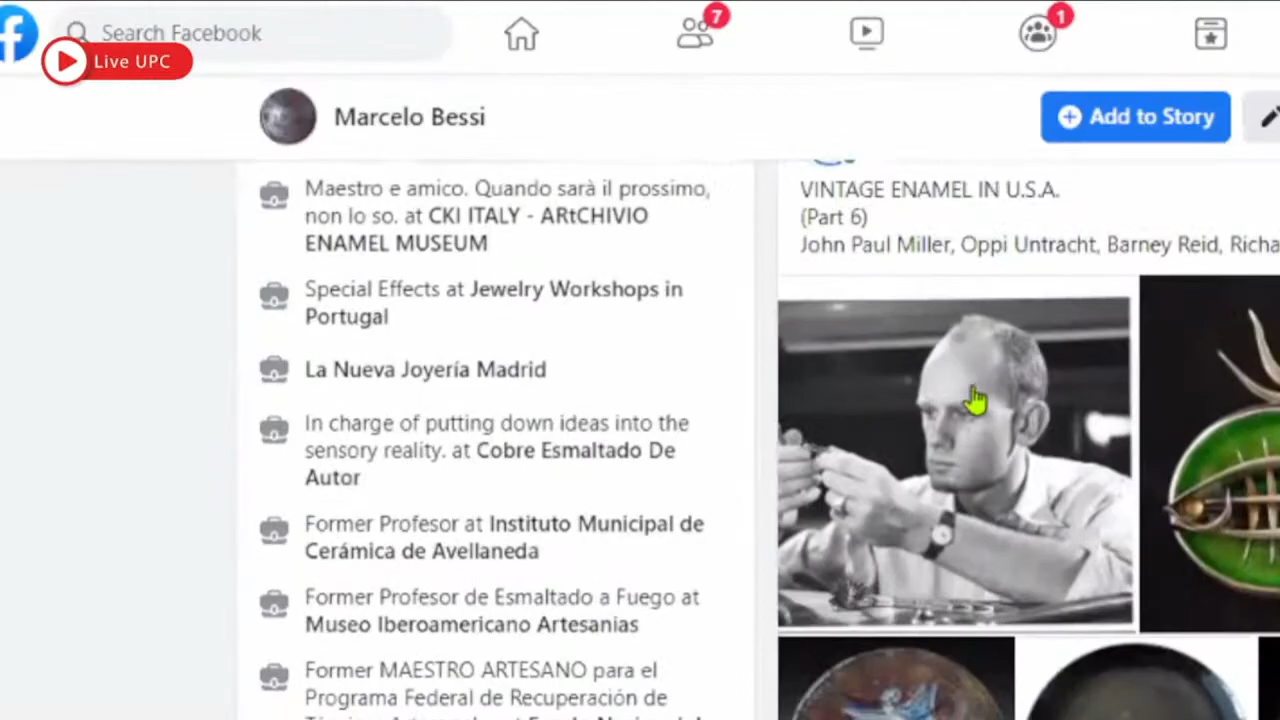 Search Facebook
7
1
Live UPC
Marcelo Bessi
Add to Story
Maestro e amico. Quando sarà il prossimo,
non lo so. at CKI ITALY - ARtCHIVIO
ENAMEL MUSEUM
Special Effects at Jewelry Workshops in
Portugal
La Nueva Joyería Madrid
In charge of putting down ideas into the
sensory reality. at Cobre Esmaltado De
Autor
Former Profesor at Instituto Municipal de
Cerámica de Avellaneda
Former Profesor de Esmaltado a Fuego at
Museo Iberoamericano Artesanias
Former MAESTRO ARTESANO para el
Programa Federal de Recuperación de
VINTAGE ENAMEL IN U.S.A.
(Part 6)
John Paul Miller, Oppi Untracht, Barney Reid, Richa